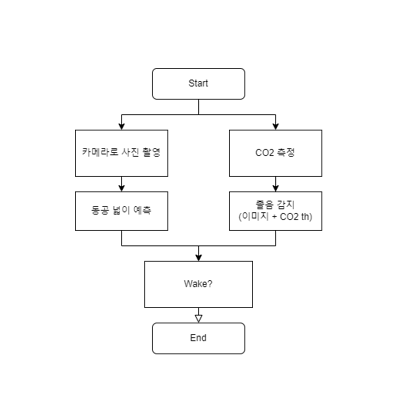 Start
카메라로 사진 촬영
CO2 측정
동공 넓이 예측
졸음 감지
(이미지 + CO2 th)
Wake?
End